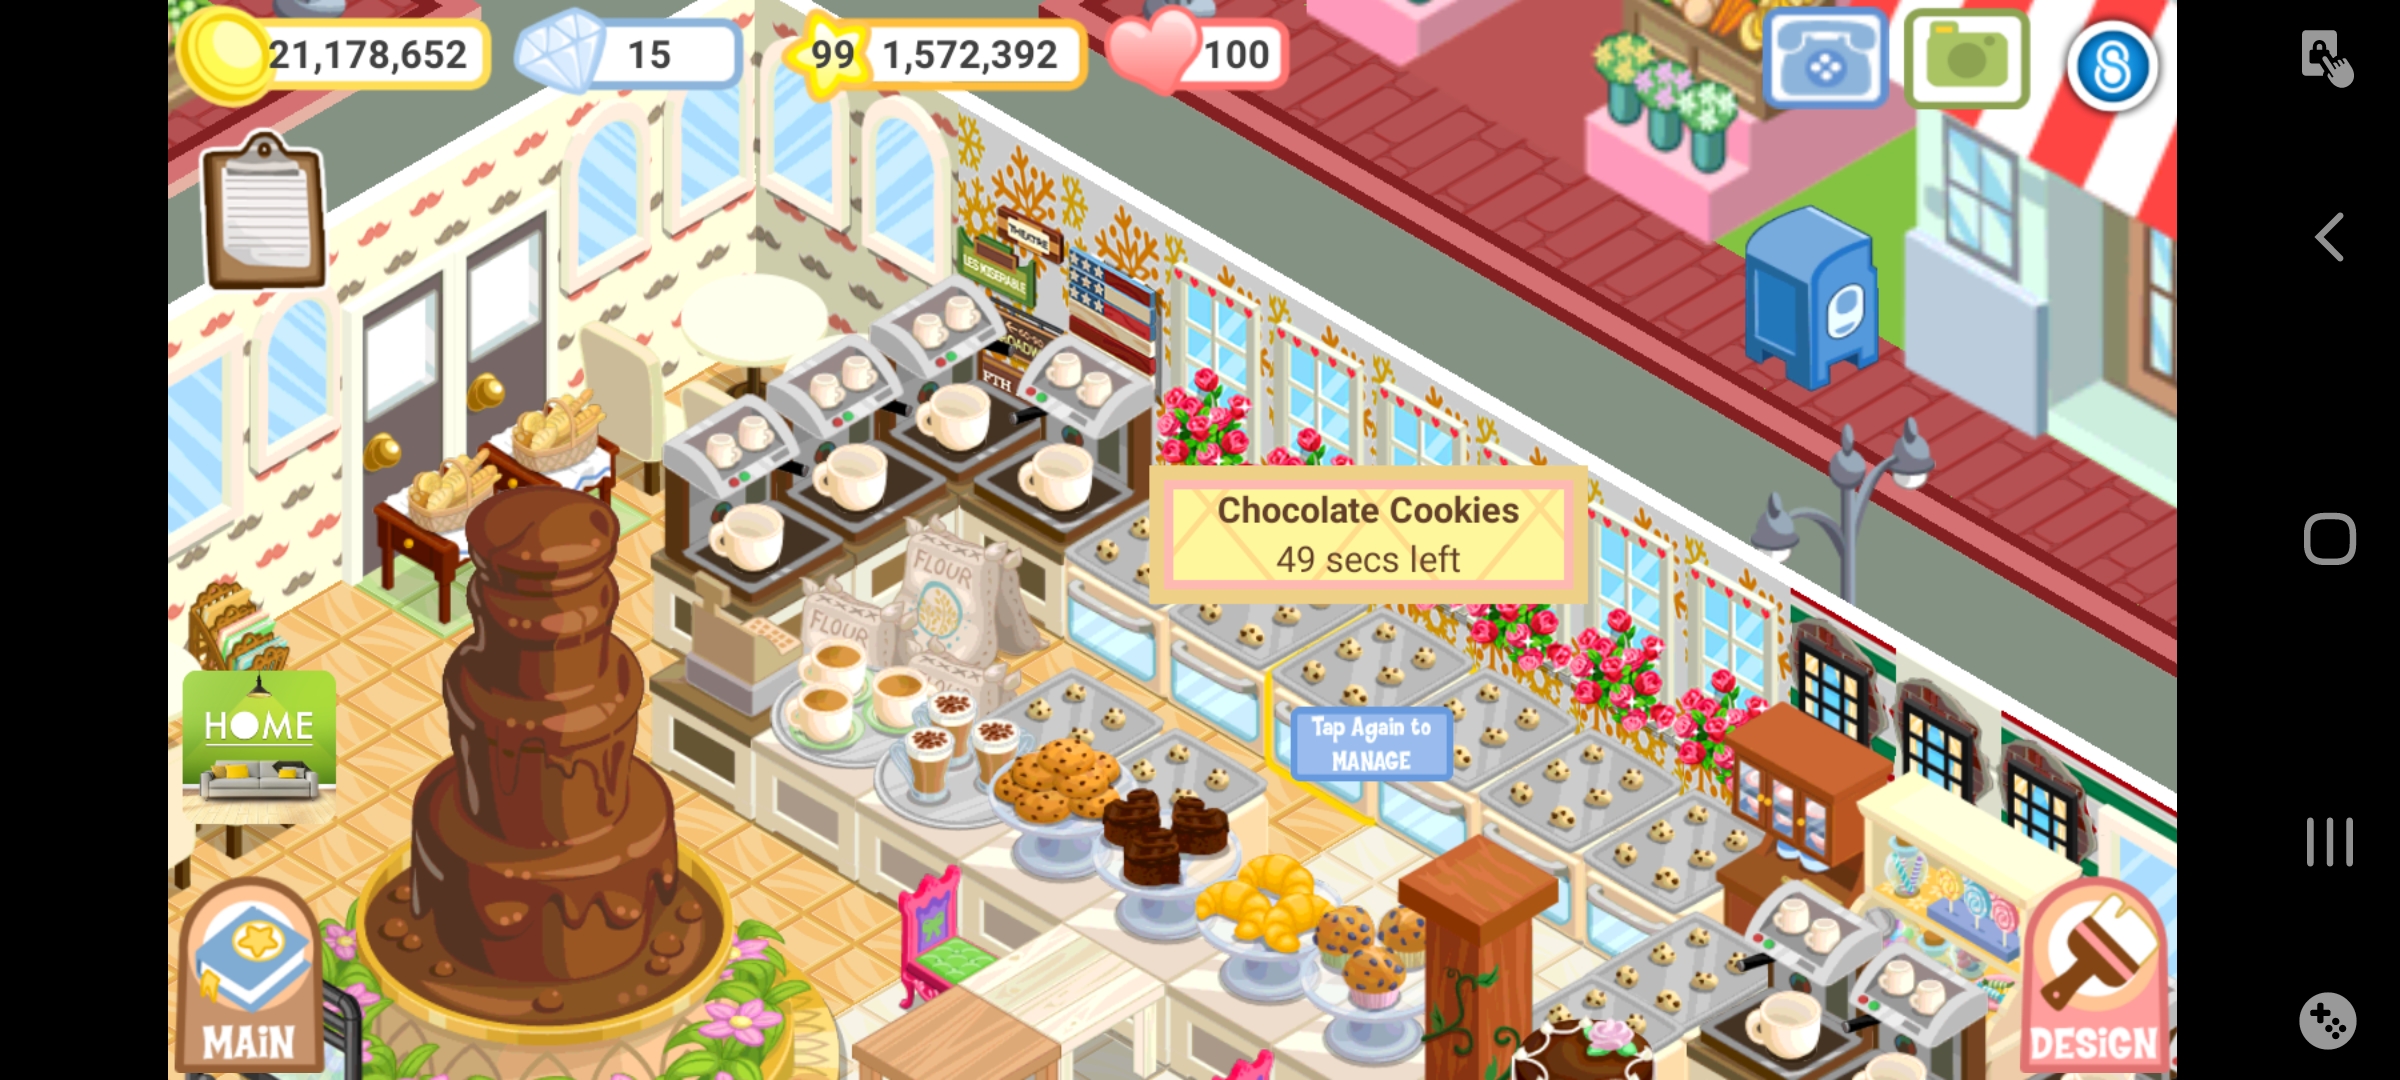 21,178,652
15
99
1,572,392
100
THEATRE
LES MISERABLE
Chocolate Cookies
49 secs left
FLOUR
FLOUR
HOME
Tap Again to
MANAGE
MAiN
DESiGN